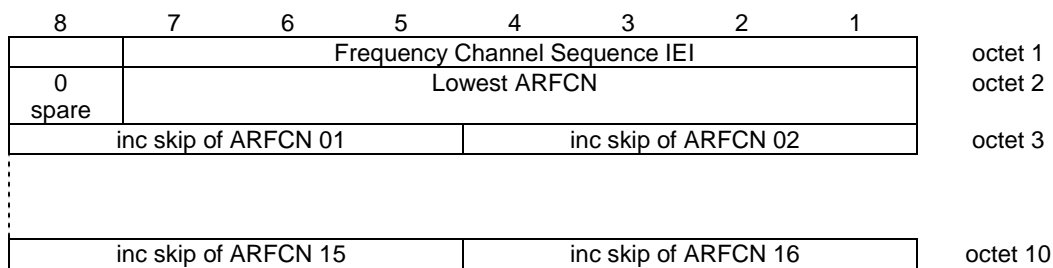 8 7 6 5 4 3 2 1
Frequency Channel Sequence IEI octet 1
0 Lowest ARFCN octet 2
spare
inc skip of ARFCN 01 inc skip of ARFCN 02 octet 3
inc skip of ARFCN 15 inc skip of ARFCN 16 octet 10